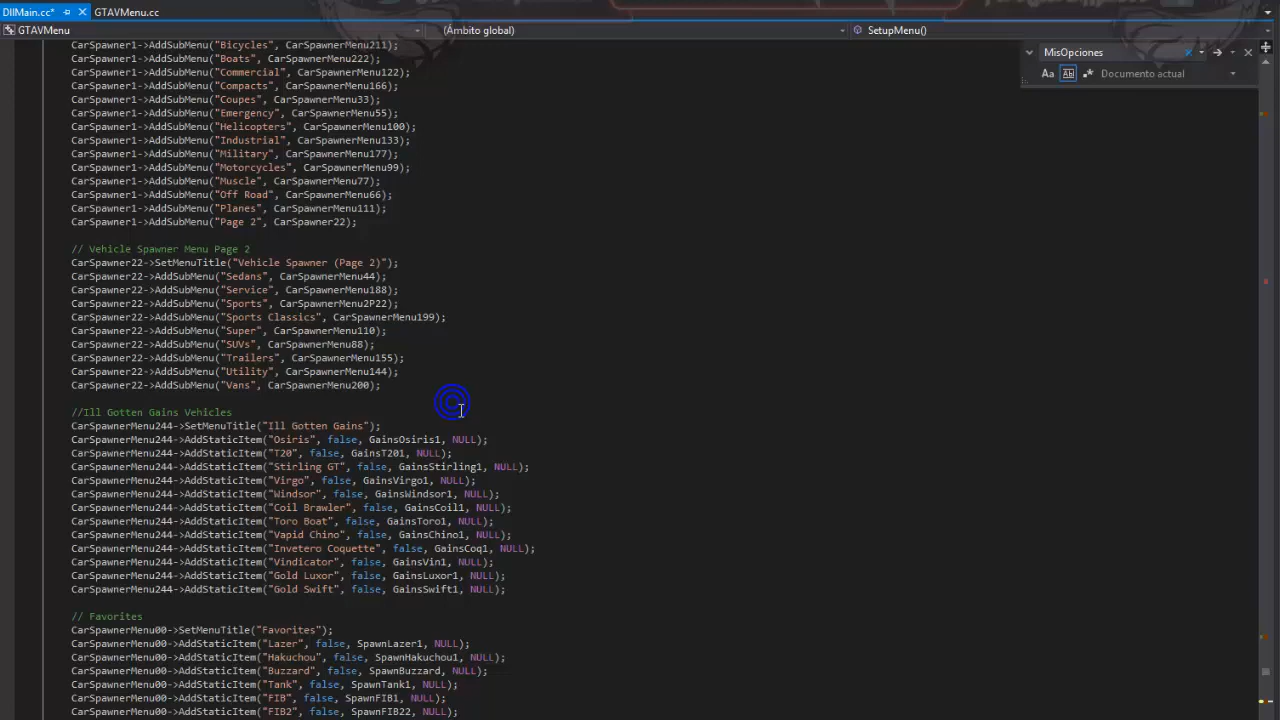 DllMain.cc*
GTAVMenu.cc
GTAVMenu
(Ámbito global)
SetupMenu()
MisOpciones
Aa
Ab
Documento actual
CarSpawner1->AddSubMenu("Bicycles", CarSpawnerMenu211);
CarSpawner1->AddSubMenu("Boats", CarSpawnerMenu222);
CarSpawner1->AddSubMenu("Commercial", CarSpawnerMenu122);
CarSpawner1->AddSubMenu("Compacts", CarSpawnerMenu166);
CarSpawner1->AddSubMenu("Coupes", CarSpawnerMenu33);
CarSpawner1->AddSubMenu("Emergency", CarSpawnerMenu55);
CarSpawner1->AddSubMenu("Helicopters", CarSpawnerMenu100);
CarSpawner1->AddSubMenu("Industrial", CarSpawnerMenu133);
CarSpawner1->AddSubMenu("Military", CarSpawnerMenu177);
CarSpawner1->AddSubMenu("Motorcycles", CarSpawnerMenu99);
CarSpawner1->AddSubMenu("Muscle", CarSpawnerMenu77);
CarSpawner1->AddSubMenu("Off Road", CarSpawnerMenu66);
CarSpawner1->AddSubMenu("Planes", CarSpawnerMenu111);
CarSpawner1->AddSubMenu("Page 2", CarSpawner22);
// Vehicle Spawner Menu Page 2
CarSpawner22->SetMenuTitle("Vehicle Spawner (Page 2)");
CarSpawner22->AddSubMenu("Sedans", CarSpawnerMenu44);
CarSpawner22->AddSubMenu("Service", CarSpawnerMenu188);
CarSpawner22->AddSubMenu("Sports", CarSpawnerMenu2P22);
CarSpawner22->AddSubMenu("Sports Classics", CarSpawnerMenu199);
CarSpawner22->AddSubMenu("Super", CarSpawnerMenu110);
CarSpawner22->AddSubMenu("SUVs", CarSpawnerMenu88);
CarSpawner22->AddSubMenu("Trailers", CarSpawnerMenu155);
CarSpawner22->AddSubMenu("Utility", CarSpawnerMenu144);
CarSpawner22->AddSubMenu("Vans", CarSpawnerMenu200);
//Ill Gotten Gains Vehicles
CarSpawnerMenu244->SetMenuTitle("Ill Gotten Gains");
CarSpawnerMenu244->AddStaticItem("Osiris", false, GainsOsiris1, NULL);
CarSpawnerMenu244->AddStaticItem("T20", false, GainsT201, NULL);
CarSpawnerMenu244->AddStaticItem("Stirling GT", false, GainsStirling1, NULL);
CarSpawnerMenu244->AddStaticItem("Virgo", false, GainsVirgo1, NULL);
CarSpawnerMenu244->AddStaticItem("Windsor", false, GainsWindsor1, NULL);
CarSpawnerMenu244->AddStaticItem("Coil Brawler", false, GainsCoil1, NULL);
CarSpawnerMenu244->AddStaticItem("Toro Boat", false, GainsToro1, NULL);
CarSpawnerMenu244->AddStaticItem("Vapid Chino", false, GainsChino1, NULL);
CarSpawnerMenu244->AddStaticItem("Invetero Coquette", false, GainsCoq1, NULL);
CarSpawnerMenu244->AddStaticItem("Vindicator", false, GainsVin1, NULL);
CarSpawnerMenu244->AddStaticItem("Gold Luxor", false, GainsLuxor1, NULL);
CarSpawnerMenu244->AddStaticItem("Gold Swift", false, GainsSwift1, NULL);
// Favorites
CarSpawnerMenu00->SetMenuTitle("Favorites");
CarSpawnerMenu00->AddStaticItem("Lazer", false, SpawnLazer1, NULL);
CarSpawnerMenu00->AddStaticItem("Hakuchou", false, SpawnHakuchou1, NULL);
CarSpawnerMenu00->AddStaticItem("Buzzard", false, SpawnBuzzard, NULL);
CarSpawnerMenu00->AddStaticItem("Tank", false, SpawnTank1, NULL);
CarSpawnerMenu00->AddStaticItem("FIB", false, SpawnFIB1, NULL);
CarSpawnerMenu00->AddStaticItem("FIB2", false, SpawnFIB22, NULL);